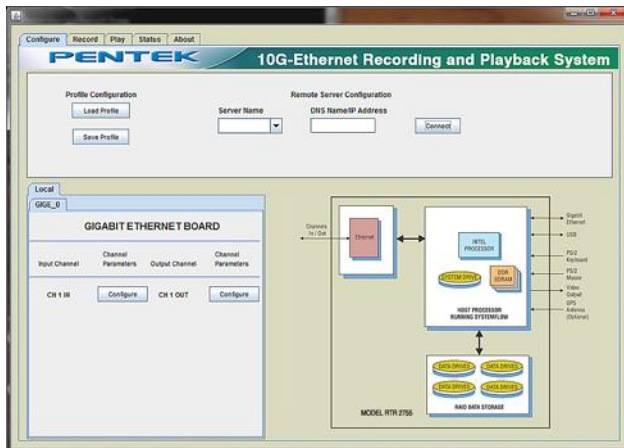 Configure Record Play Status About
PENTEK 10G-Ethernet Recording and Playback System
Profile Configuration
Load Profile
Save Profile
Remote Server Configuration
Server Name DNS Name/IP Address
Connect
Local
GIGE_0
GIGABIT ETHERNET BOARD
Input Channel Channel Parameters Output Channel Channel Parameters
CH 1 IN Configure CH 1 OUT Configure
Channels
In / Out
Ethernet
INTEL
PROCESSOR
SYSTEM DRIVE
DDR
SDRAM
HOST PROCESSOR
RUNNING SYSTEMFLOW
Gigabit
Ethernet
USB
PS/2
Keyboard
PS/2
Mouse
Video
Output
GPS
Antenna
(Optional)
DATA DRIVES DATA DRIVES
DATA DRIVES DATA DRIVES
RAID DATA STORAGE
MODEL RTR 2755